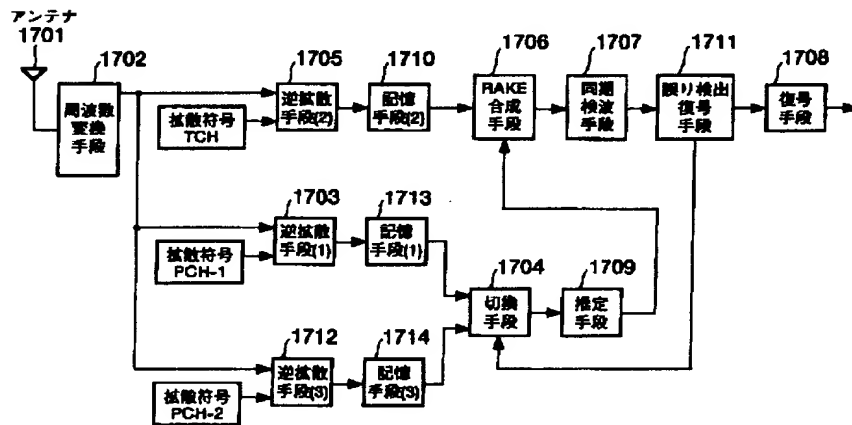 アンテナ
1701
1702
周波数
変換
手段
1705
逆拡散
手段(2)
拡散符号
TCH
1710
記憶
手段(2)
1706
RAKE
合成
手段
1707
同期
検波
手段
1711
誤り検出
復号
手段
1708
復号
手段
1703
逆拡散
手段(1)
拡散符号
PCH-1
1713
記憶
手段(1)
1704
切換
手段
1709
推定
手段
1712
逆拡散
手段(3)
拡散符号
PCH-2
1714
記憶
手段(3)